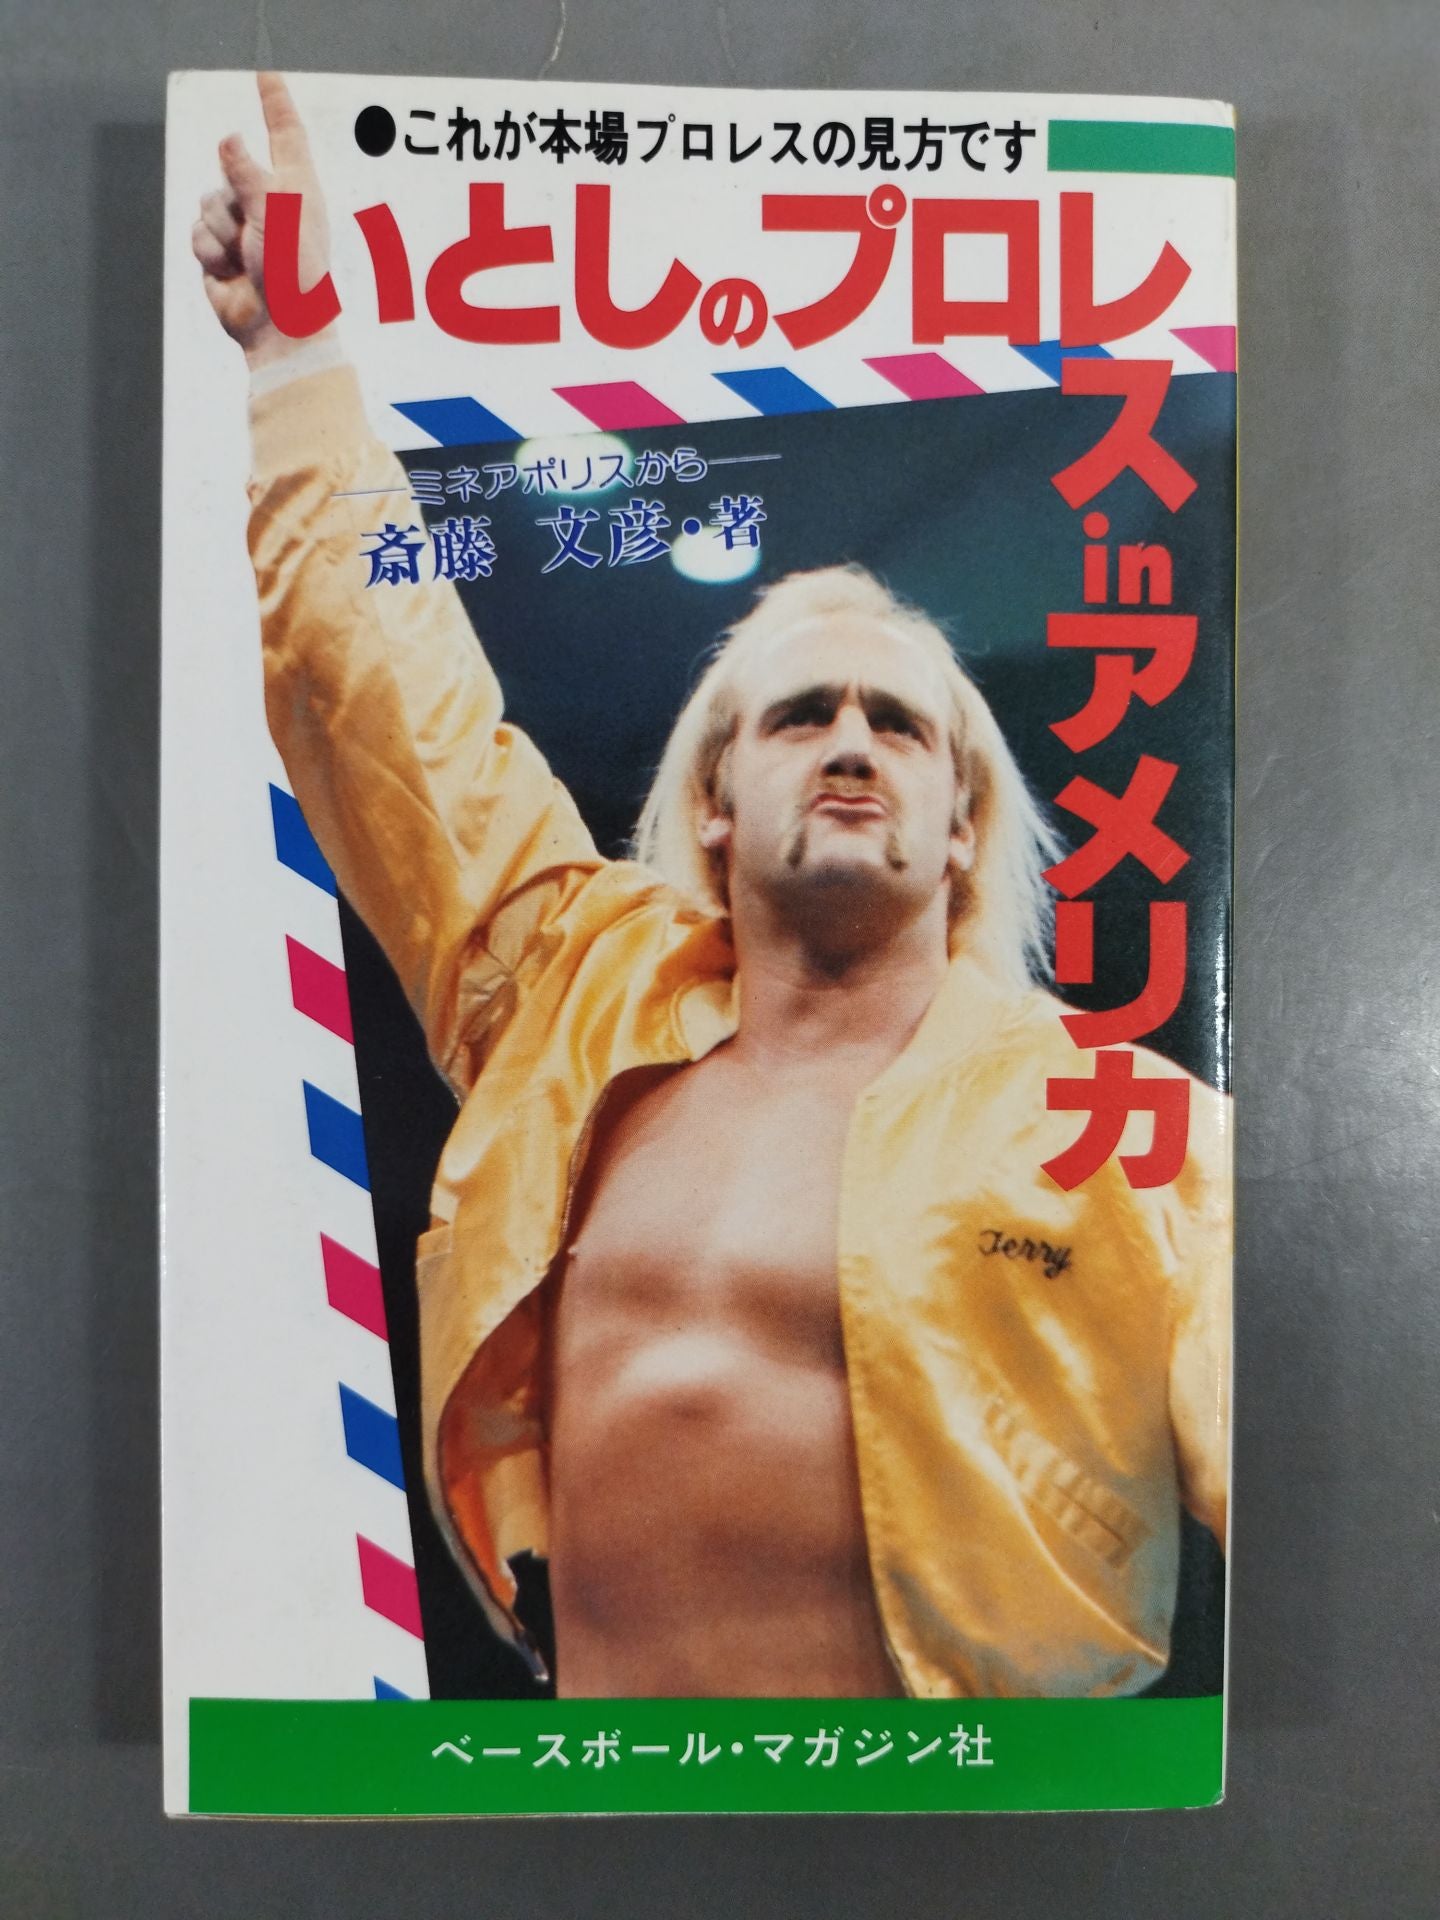 ●これが本場プロレスの見方です
いとしのプロレス in アメリカ
—ミネアポリスから—
斎藤 文彦・著
Terry
ベースボール・マガジン社